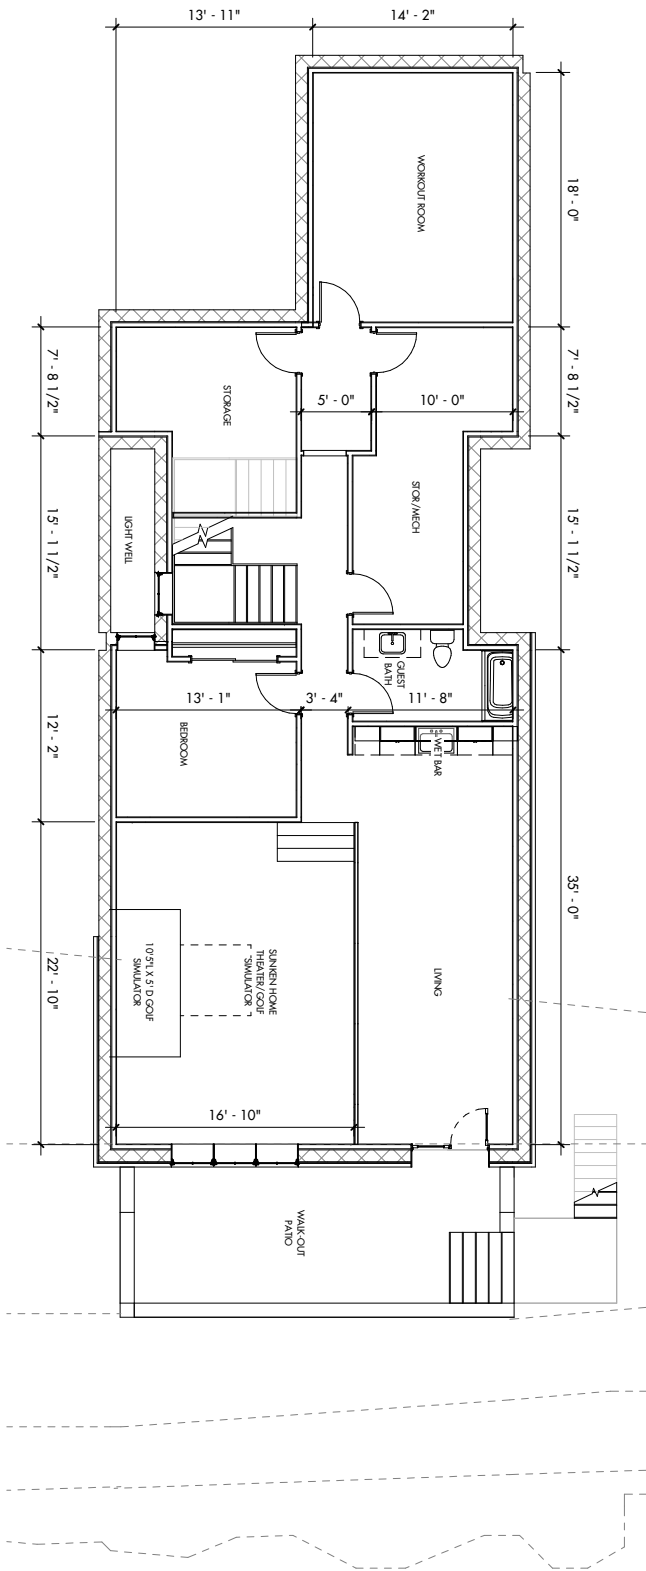 13' - 11"
14' - 2"
18' - 0"
WORKOUT ROOM
7' - 8 1/2"
7' - 8 1/2"
STORAGE
5' - 0"
10' - 0"
15' - 1 1/2"
LIGHT WELL
STOR/MECH
15' - 1 1/2"
GUEST
BATH
13' - 1"
3' - 4"
11' - 8"
12' - 2"
BEDROOM
WET BAR
35' - 0"
22' - 10"
10'5"L X 5' D GOLF
SIMULATOR
SUNKEN HOME
THEATER/GOLF
'SIMULATOR
LIVING
16' - 10"
WALK-OUT
PATIO